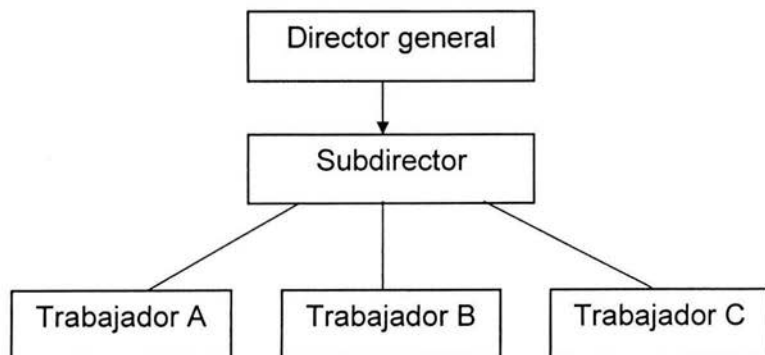 Director general
Subdirector
Trabajador A
Trabajador B
Trabajador C